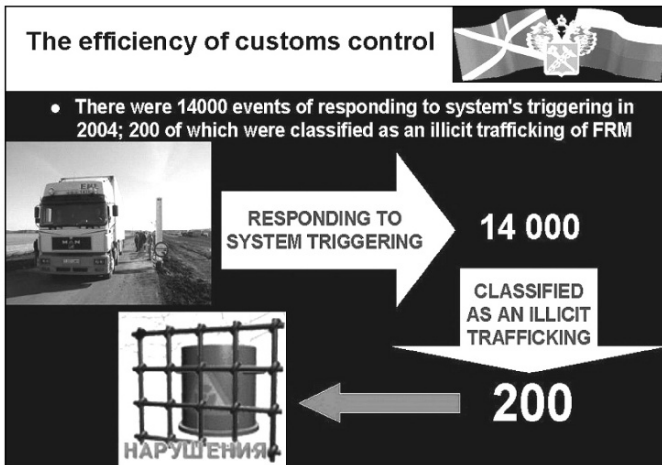 The efficiency of customs control
● There were 14000 events of responding to system's triggering in
2004; 200 of which were classified as an illicit trafficking of FRM
RESPONDING TO
SYSTEM TRIGGERING
14 000
CLASSIFIED
AS AN ILLICIT
TRAFFICKING
200
НАРУШЕНИЯ
MAN